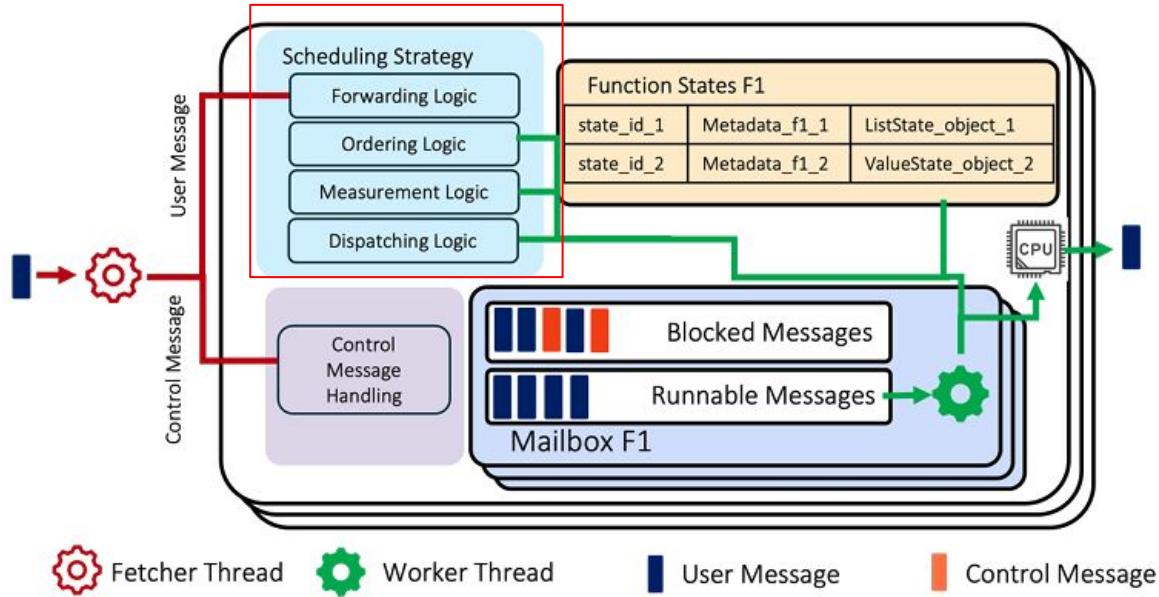 Scheduling Strategy
Forwarding Logic
Ordering Logic
Measurement Logic
Dispatching Logic
Function States F1
state_id_1 Metadata_f1_1 ListState_object_1
state_id_2 Metadata_f1_2 ValueState_object_2
User Message
Control Message
CPU
Control
Message
Handling
Blocked Messages
Runnable Messages
Mailbox F1
Fetcher Thread
Worker Thread
User Message
Control Message